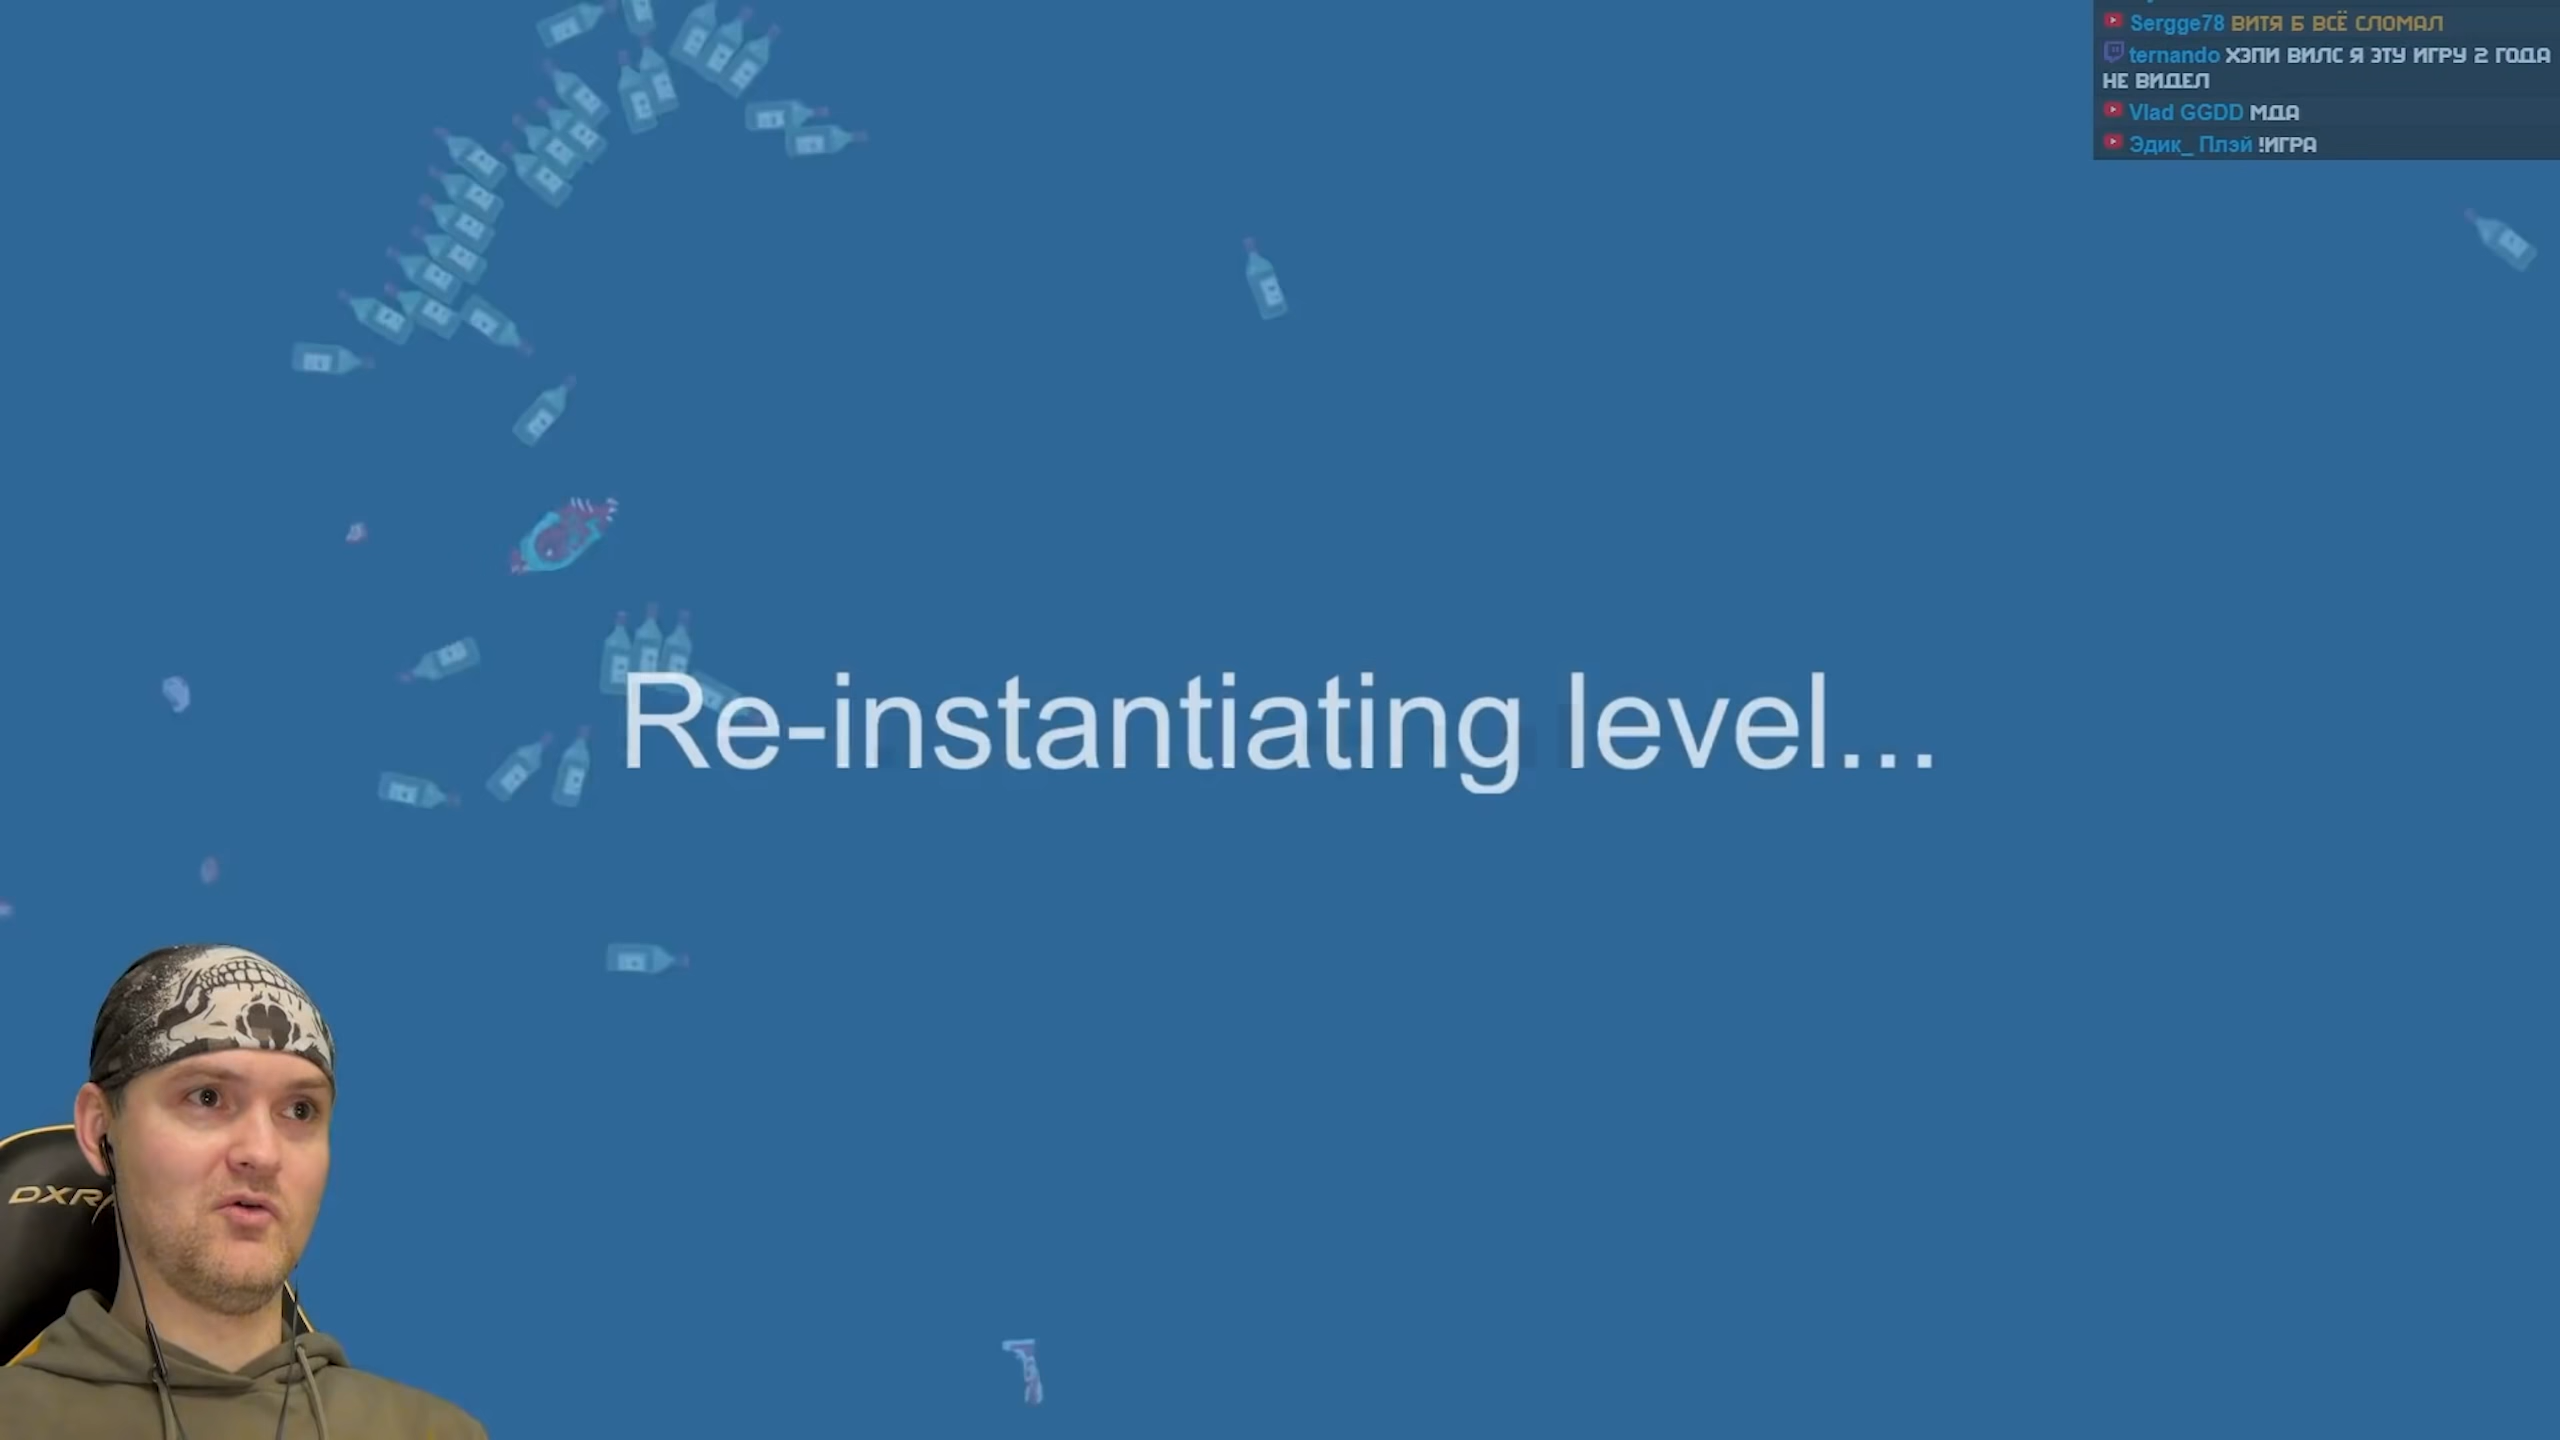 Sergge78 ВИТЯ Б ВСЁ СЛОМАЛ
ternando ХЭПИ ВИЛС Я ЭТУ ИГРУ 2 ГОДА
НЕ ВИДЕЛ
Vlad GGDD МДА
Эдик_ Плэй !ИГРА
Re-instantiating level...
DXR